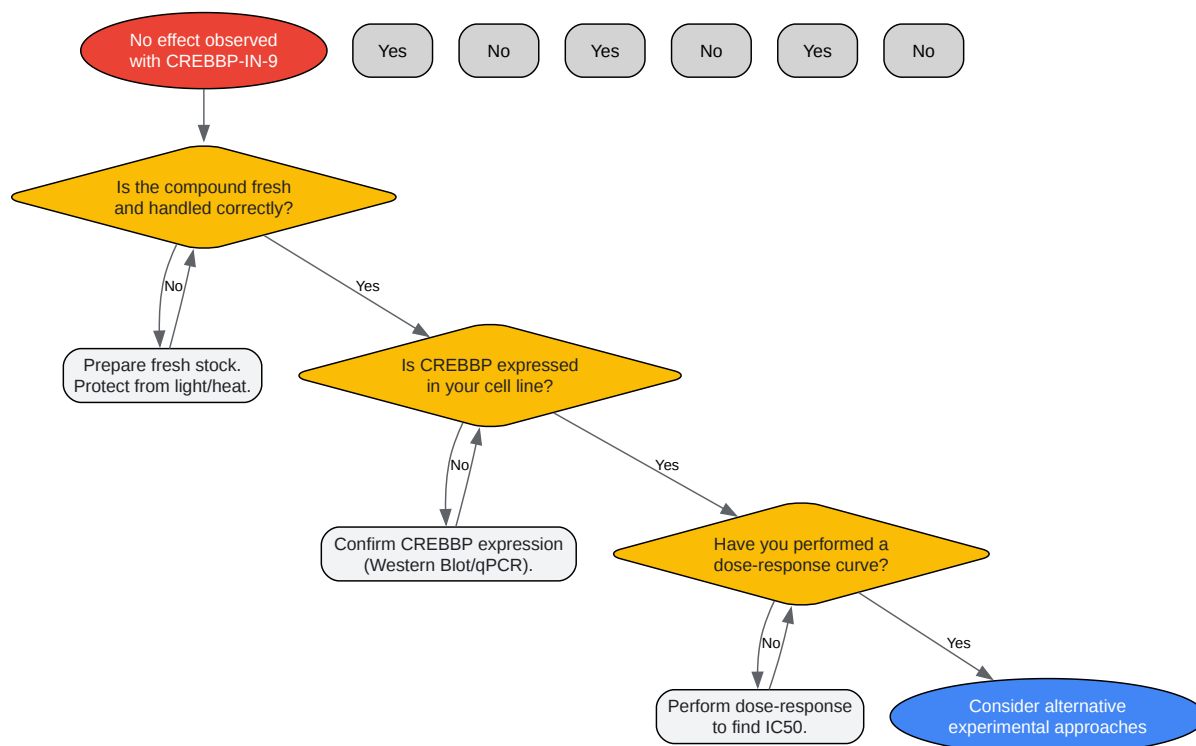 No effect observed
with CREBBP-IN-9
Yes
No
Yes
No
Yes
No
Is the compound fresh
and handled correctly?
No
Yes
Prepare fresh stock.
Protect from light/heat.
Is CREBBP expressed
in your cell line?
No
Yes
Confirm CREBBP expression
(Western Blot/qPCR).
Have you performed a
dose-response curve?
No
Yes
Perform dose-response
to find IC50.
Consider alternative
experimental approaches